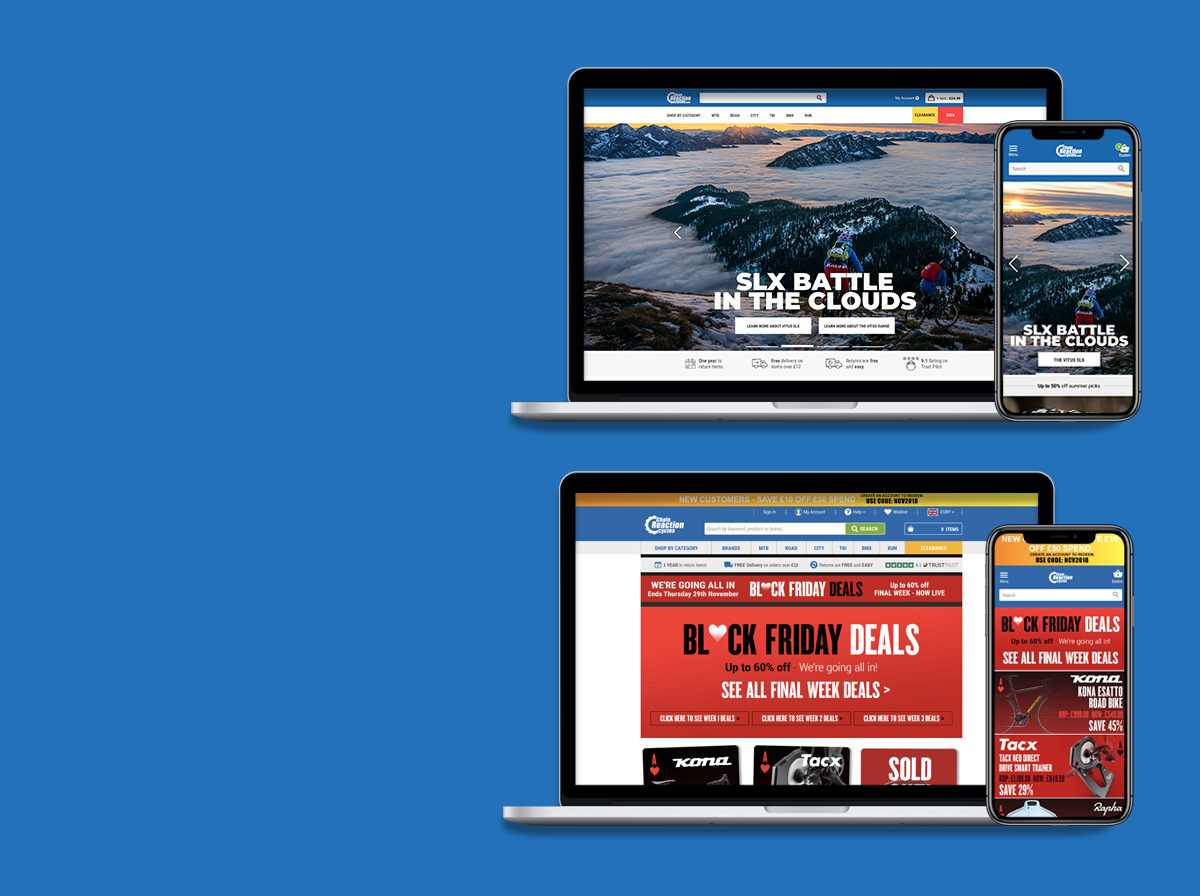 Chain
Reaction
cycles.com
My Account
1 item : £24.99
SHOP BY CATEGORY
MTB
ROAD
CITY
TRI
BMX
RUN
CLEARANCE
SALE
SLX BATTLE
IN THE CLOUDS
LEARN MORE ABOUT VITUS SLX
LEARN MORE ABOUT THE VITUS RANGE
One year to
return items
Free delivery on
items over £12
Returns are free
and easy
9.1 Rating on
Trust Pilot
Menu
Chain
Reaction
cycles.com
Basket
Search
SLX BATTLE
IN THE CLOUDS
THE VITUS SLX
Up to 50% off summer picks
NEW CUSTOMERS - SAVE £10 OFF £50 SPEND
CREATE AN ACCOUNT TO REDEEM
USE CODE: NCV2018
Sign in
My Account
Help
Wishlist
£GBP
Chain
Reaction
cycles
Search by keyword, product or trend..
SEARCH
0 ITEMS
SHOP BY CATEGORY
BRANDS
MTB
ROAD
CITY
TRI
BMX
RUN
CLEARANCE
1 YEAR to return items!
FREE Delivery on orders over £12
Returns are FREE and EASY
9.1
TRUSTPILOT
WE'RE GOING ALL IN
Ends Thursday 29th November
BL♥CK FRIDAY DEALS
Up to 60% off
FINAL WEEK - NOW LIVE
BL♥CK FRIDAY DEALS
Up to 60% off - We're going all in!
SEE ALL FINAL WEEK DEALS >
CLICK HERE TO SEE WEEK 1 DEALS >
CLICK HERE TO SEE WEEK 2 DEALS >
CLICK HERE TO SEE WEEK 3 DEALS >
A
KONA
A
Tacx
SOLD
NEW
E £10
OFF £50 SPEND
CREATE AN ACCOUNT TO REDEEM
USE CODE: NCV2018
Menu
Chain
Reaction
cycles
Basket
Search
BL♥CK FRIDAY DEALS
Up to 60% off - We're going all in!
SEE ALL FINAL WEEK DEALS
A
KONA
KONA ESATTO
ROAD BIKE
RRP: £999.00 NOW: £549.99
SAVE 45%
Tacx
A
TACX NEO DIRECT
DRIVE SMART TRAINER
RRP: £1,199.00 NOW: £849.99
SAVE 29%
A
Rapha